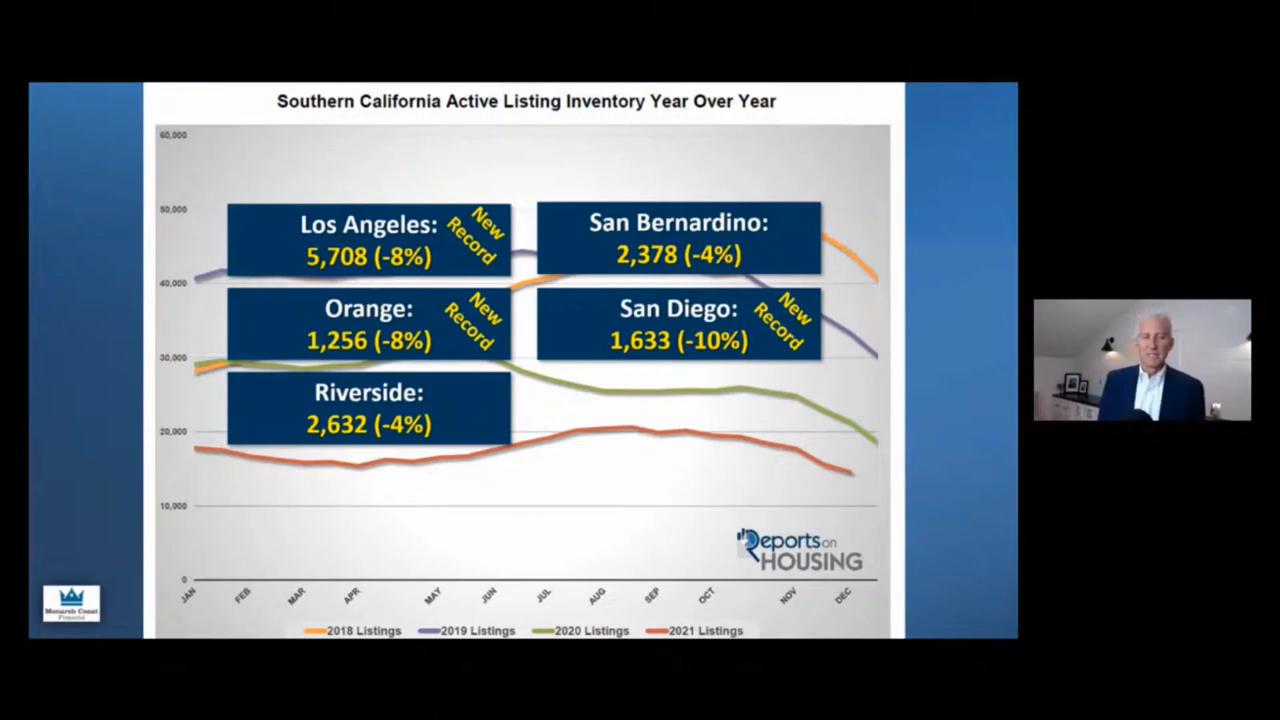 Southern California Active Listing Inventory Year Over Year
60,000
50,000
40,000
30,000
20,000
10,000
0
Los Angeles:
5,708 (-8%)
New
Record
San Bernardino:
2,378 (-4%)
Orange:
1,256 (-8%)
New
Record
San Diego:
1,633 (-10%)
New
Record
Riverside:
2,632 (-4%)
Reports on
HOUSING
JAN
FEB
MAR
APR
MAY
JUN
JUL
AUG
SEP
OCT
NOV
DEC
2018 Listings
2019 Listings
2020 Listings
2021 Listings
Monarch Coast
Financial